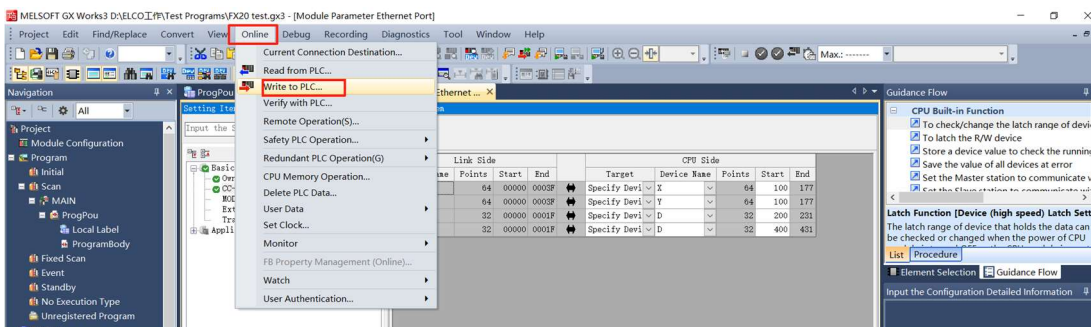 MELSOFT GX Works3 D:\ELCO工作\Test Programs\FX20 test.gx3 - [Module Parameter Ethernet Port]
Project Edit Find/Replace Convert View Online Debug Recording Diagnostics Tool Window Help
Max.: -------
Navigation
All
Project
Module Configuration
Program
Initial
Scan
MAIN
ProgPou
Local Label
ProgramBody
Fixed Scan
Event
Standby
No Execution Type
Unregistered Program
ProgPou
Ethernet ...
Setting Item
Input the S
Basic
Own
CC-
MOD
Ext
Appli
Current Connection Destination...
Read from PLC...
Write to PLC...
Verify with PLC...
Remote Operation(S)...
Safety PLC Operation...
Redundant PLC Operation(G)
CPU Memory Operation...
Delete PLC Data...
User Data
Set Clock...
Monitor
FB Property Management (Online)...
Watch
User Authentication...
Link Side CPU Side
Points Start End Target Device Name Points Start End
64 00000 0003F Specify Devi X 64 100 177
64 00000 0003F Specify Devi Y 64 100 177
32 00000 0001F Specify Devi D 32 200 231
32 00000 0001F Specify Devi D 32 400 431
Guidance Flow
CPU Built-in Function
To check/change the latch range of devi
To latch the R/W device
Store a device value to check the running
Save the value of all devices at error
Set the Master station to communicate w
Set the Slave station to communicate wit
Latch Function [Device (high speed) Latch Sett
The latch range of device that holds the data can
be checked or changed when the power of CPU
List Procedure
Element Selection Guidance Flow
Input the Configuration Detailed Information